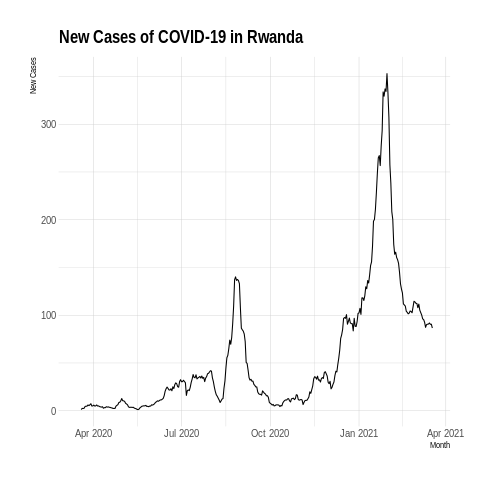 New Cases of COVID-19 in Rwanda
New Cases
300
200
100
0
Apr 2020 Jul 2020 Oct 2020 Jan 2021 Apr 2021
Month